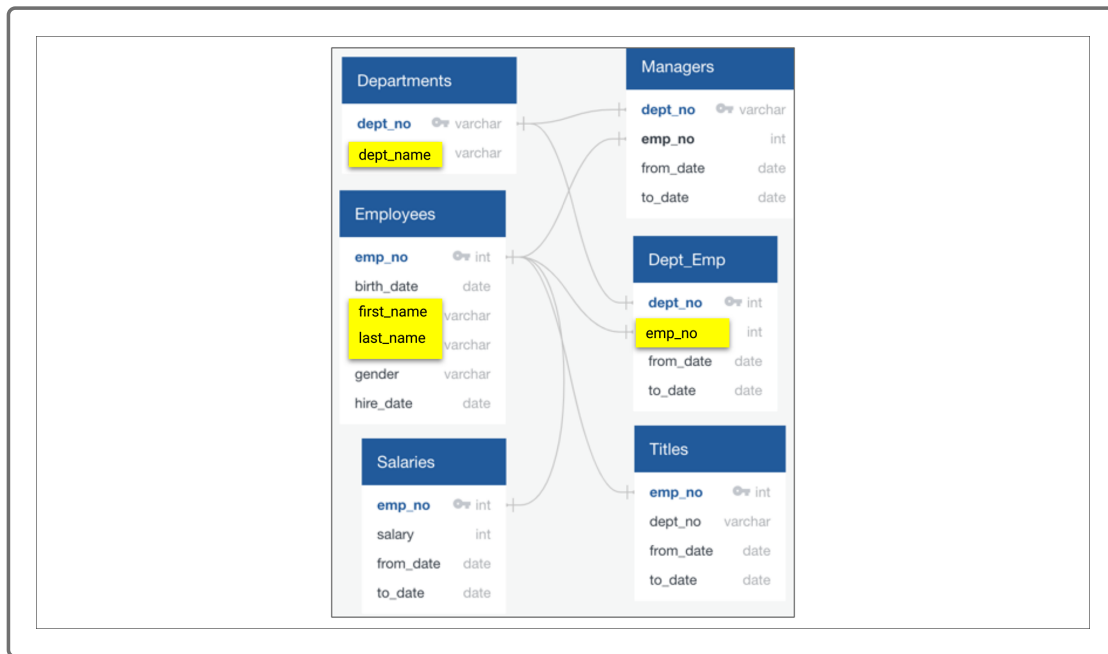 Departments
dept_no varchar
dept_name varchar
Employees
emp_no int
birth_date date
first_name varchar
last_name varchar
gender varchar
hire_date date
Salaries
emp_no int
salary int
from_date date
to_date date
Managers
dept_no varchar
emp_no int
from_date date
to_date date
Dept_Emp
dept_no int
emp_no int
from_date date
to_date date
Titles
emp_no int
dept_no varchar
from_date date
to_date date